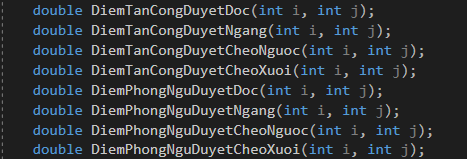 double DiemTanCongDuyetDoc(int i, int j);
double DiemTanCongDuyetNgang(int i, int j);
double DiemTanCongDuyetCheoNguoc(int i, int j);
double DiemTanCongDuyetCheoXuoi(int i, int j);
double DiemPhongNguDuyetDoc(int i, int j);
double DiemPhongNguDuyetNgang(int i, int j);
double DiemPhongNguDuyetCheoNguoc(int i, int j);
double DiemPhongNguDuyetCheoXuoi(int i, int j);